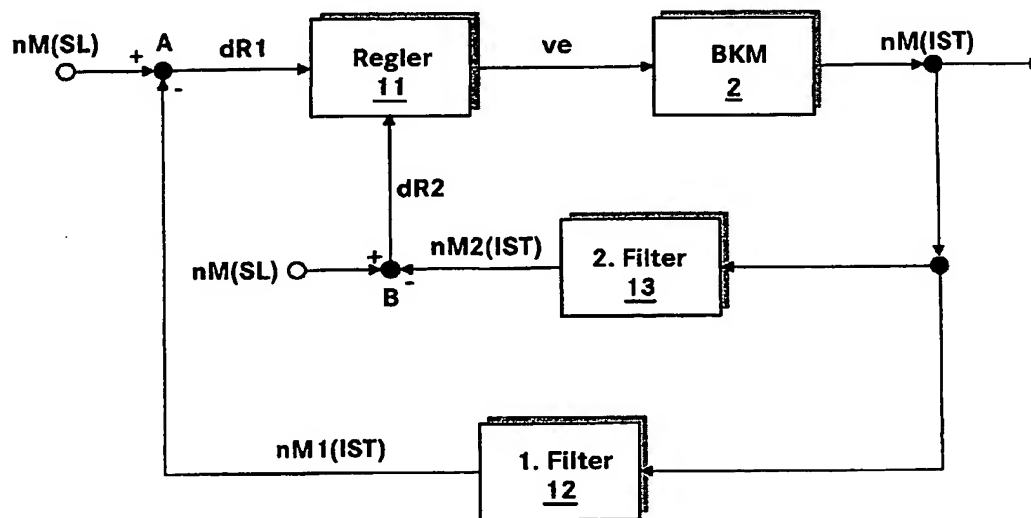 nM(SL)
+
A
-
dR1
Regler
11
ve
BKM
2
nM(IST)
dR2
nM(SL)
+
B
-
nM2(IST)
2. Filter
13
nM1(IST)
1. Filter
12